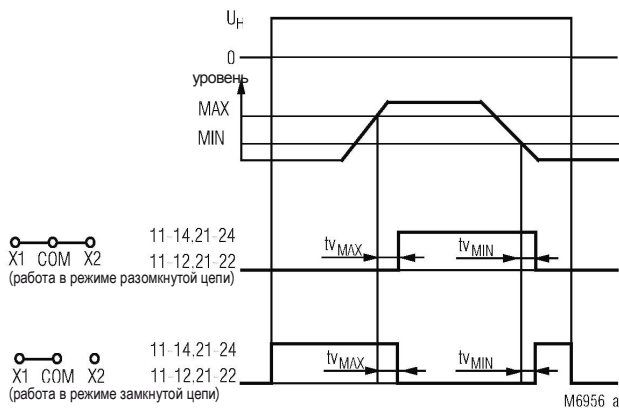 U_H
0
уровень
MAX
MIN
11-14.21-24
tv_MAX
tv_MIN
X1 COM X2
11-12.21-22
(работа в режиме разомкнутой цепи)
11-14.21-24
tv_MAX
tv_MIN
X1 COM X2
11-12.21-22
(работа в режиме замкнутой цепи)
M6956 a